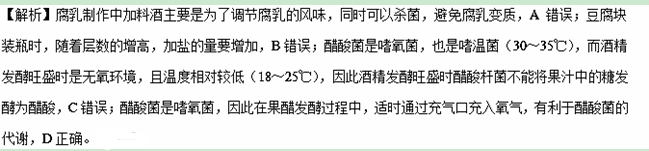 【解析】腐乳制作中加料酒主要是为了调节腐乳的风味，同时可以杀菌，避免腐乳变质，A 错误；豆腐块
装瓶时，随着层数的增高，加盐的量要增加，B 错误；醋酸菌是嗜氧菌，也是嗜温菌（30～35℃），而酒精
发酵旺盛时是无氧环境，且温度相对较低（18～25℃），因此酒精发酵旺盛时醋酸杆菌不能将果汁中的糖发
酵为醋酸，C 错误；醋酸菌是嗜氧菌，因此在果醋发酵过程中，适时通过充气口充入氧气，有利于醋酸菌的
代谢，D 正确。